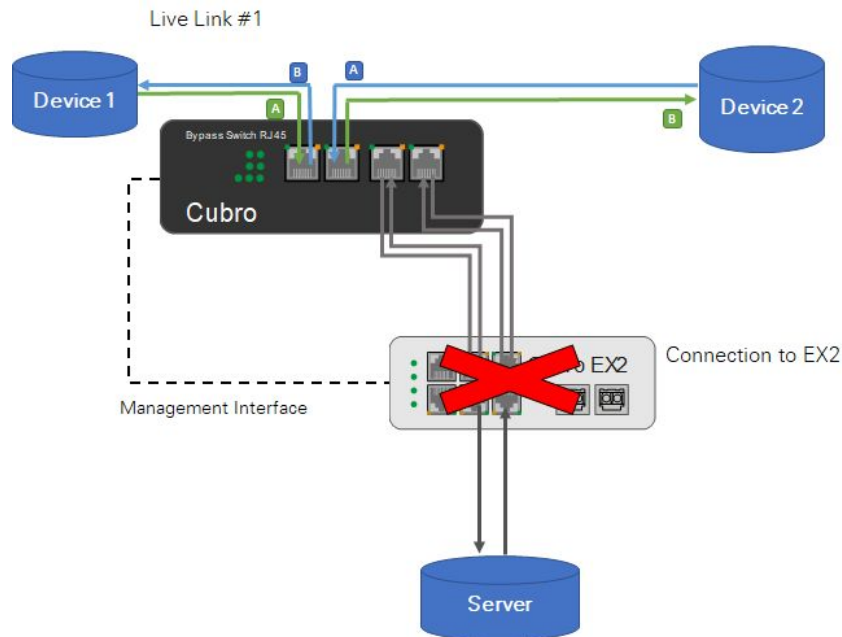 Live Link #1
B
A
Device 1
A
B
Device 2
Bypass Switch RJ45
Cubro
EX2
Connection to EX2
Management Interface
Server